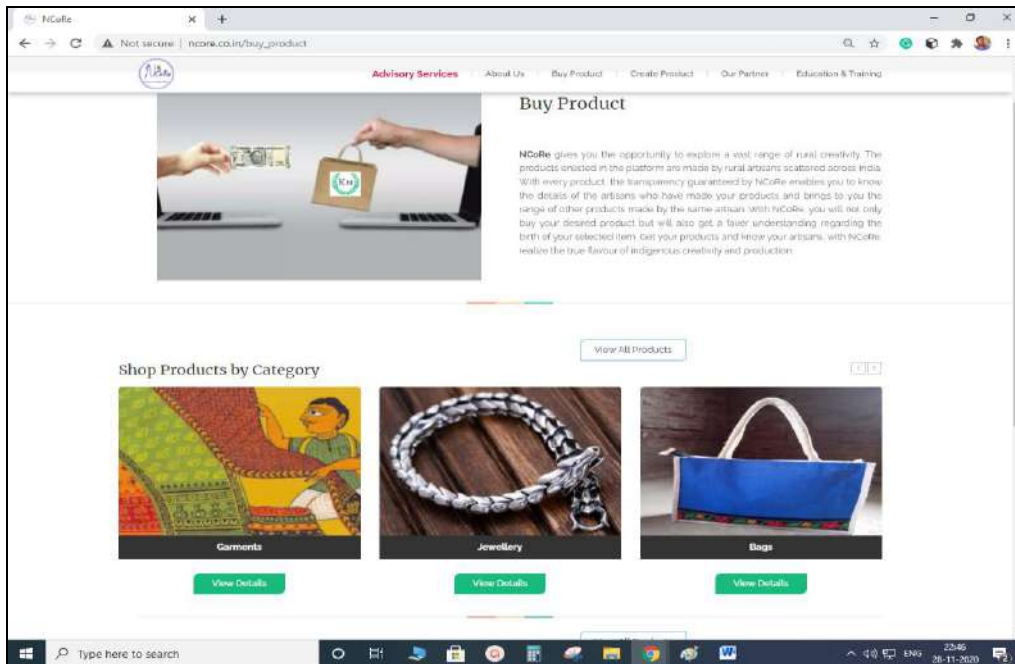 NCoRe
Not secure | ncore.co.in/buy_product
Advisory Services
About Us
Buy Product
Create Product
Our Partner
Education & Training
Buy Product
KN
NCoRe gives you the opportunity to explore a vast range of rural creativity. The
products enlisted in the platform are made by rural artisans scattered across India.
With every product, the transparency guaranteed by NCoRe enables you to know
the details of the artisans who have made your products and brings to you the
range of other products made by the same artisan. With NCoRe, you will not only
buy your desired product but will also get a faver understanding regarding the
birth of your selected item. Get your products and know your artisans, with NCoRe,
realize the true flavour of indigenous creativity and production.
View All Products
Shop Products by Category
Garments
Jewellery
Bags
View Details
View Details
View Details
Type here to search
ENG
22:46
28-11-2020